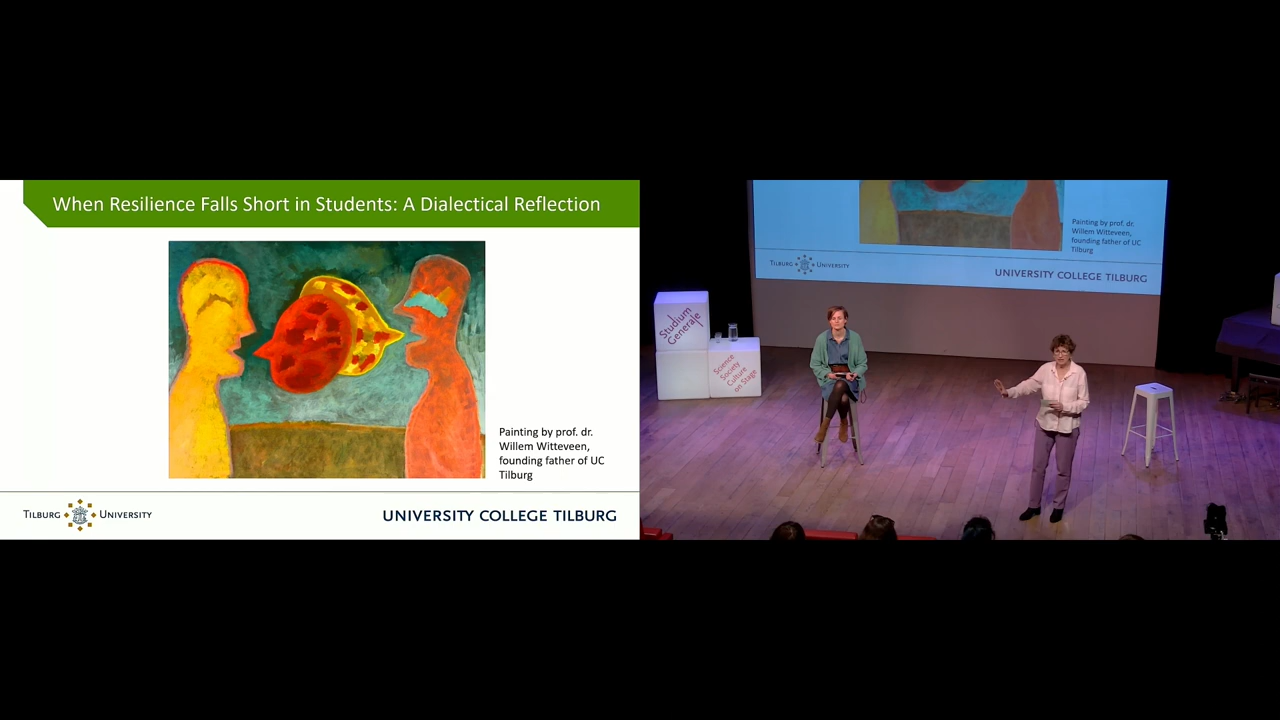 When Resilience Falls Short in Students: A Dialectical Reflection
Painting by prof. dr.
Willem Witteveen,
founding father of UC
Tilburg
TILBURG UNIVERSITY
UNIVERSITY COLLEGE TILBURG
Painting by prof. dr.
Willem Witteveen,
founding father of UC
Tilburg
TILBURG UNIVERSITY
UNIVERSITY COLLEGE TILBURG
Studium
Generale
Science
Society
Culture
on Stage